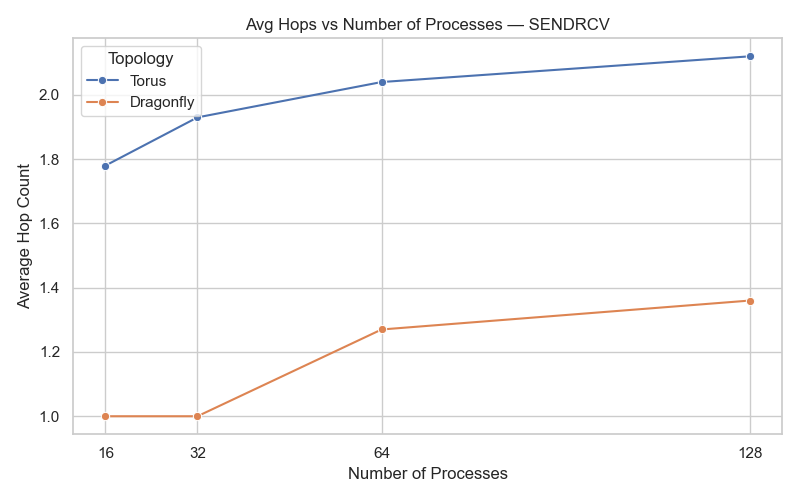 Avg Hops vs Number of Processes — SENDRCV
Topology
Torus
Dragonfly
Average Hop Count
2.0
1.8
1.6
1.4
1.2
1.0
16 32 64 128
Number of Processes